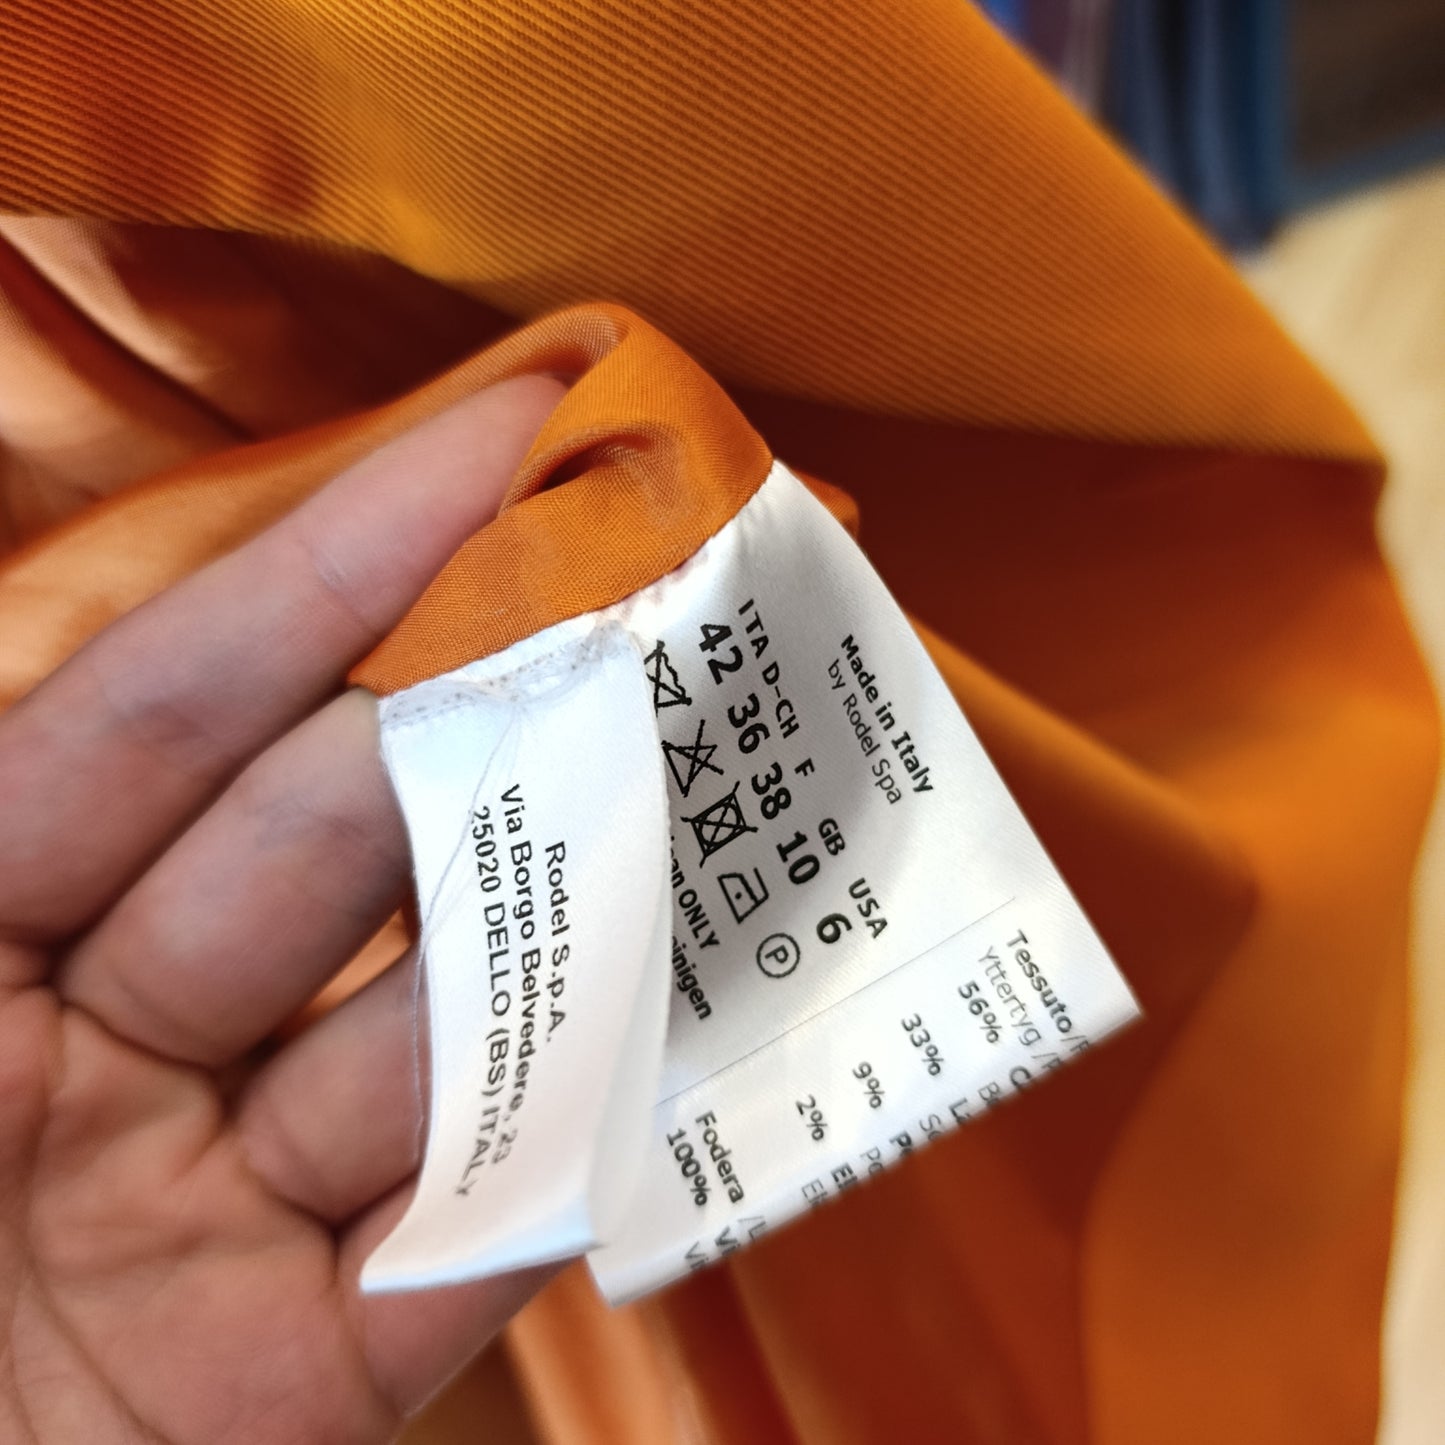 Rodel S.p.A.
Via Borgo Belvedere, 23
25020 DELLO (BS) ITALY
Made in Italy
by Rodel Spa
ITA D-CH F GB USA
42 36 38 10 6
P
ONLY
Tessuto
Yttertyg
56%
33%
9%
2%
Fodera
100%